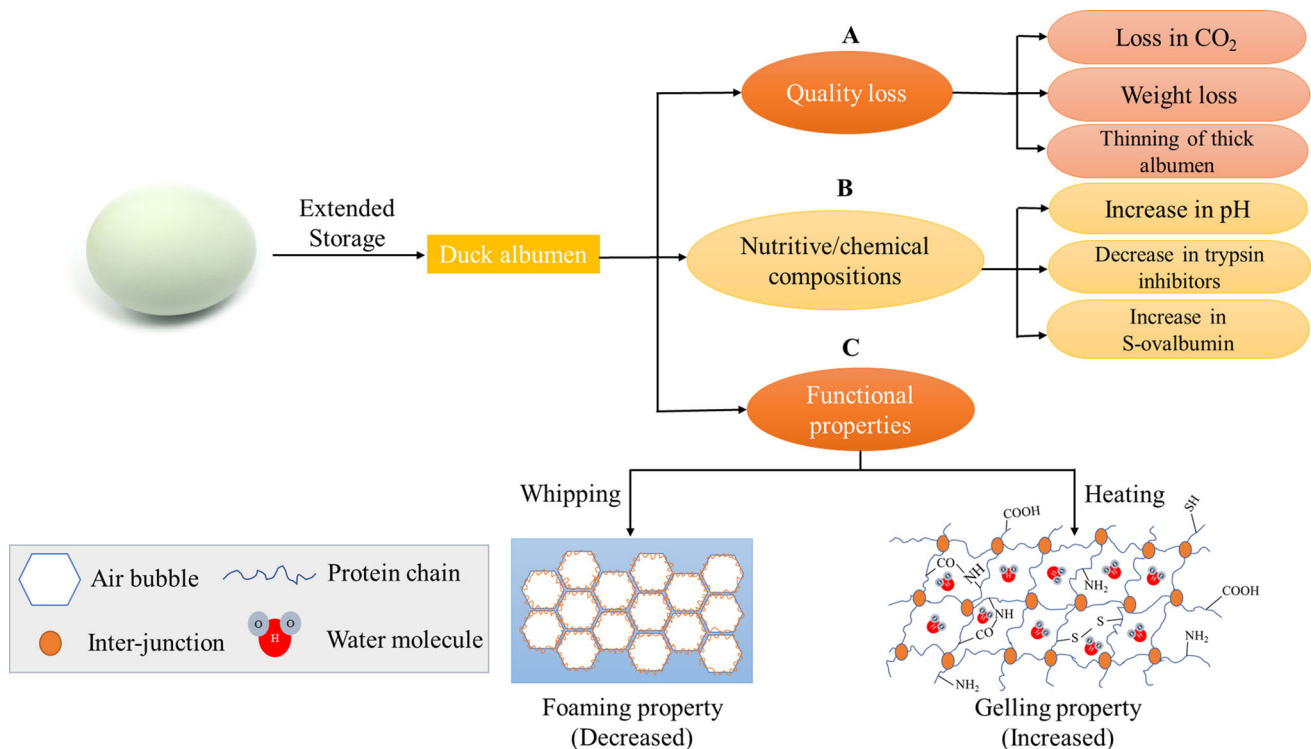 A
Quality loss
Loss in CO₂
Weight loss
Thinning of thick
albumen
Extended
Storage
Duck albumen
B
Nutritive/chemical
compositions
Increase in pH
Decrease in trypsin
inhibitors
Increase in
S-ovalbumin
C
Functional
properties
Whipping
Heating
Air bubble
Protein chain
Inter-junction
O H O
Water molecule
Foaming property
(Decreased)
COOH
SH
CO
NH
NH₂
COOH
NH
CO
S
S
NH₂
NH₂
Gelling property
(Increased)